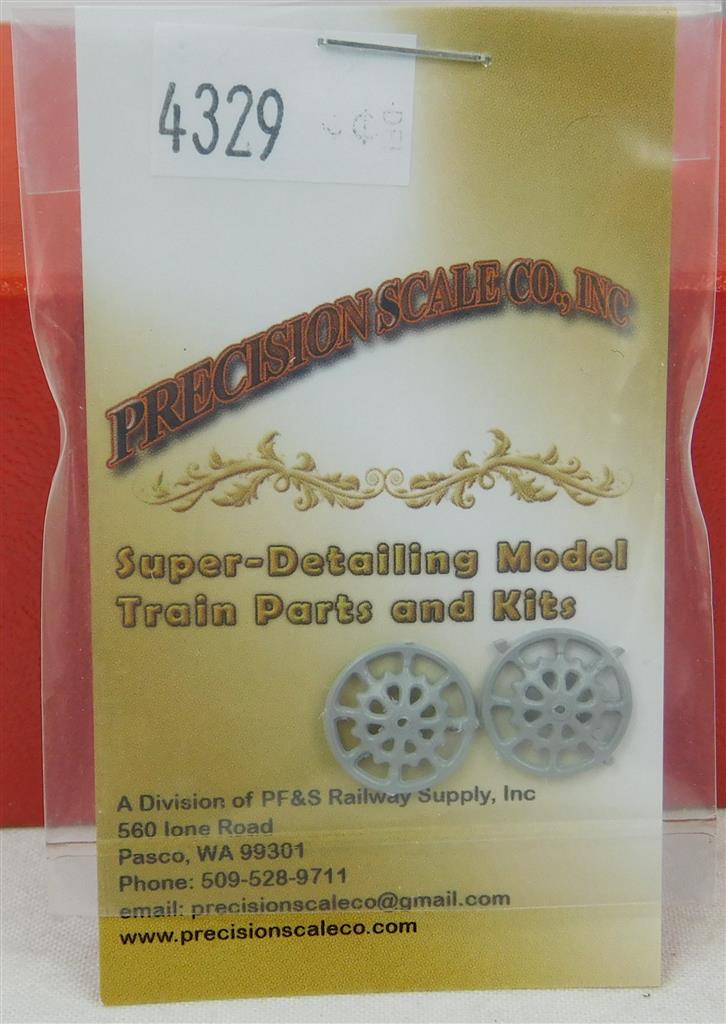 4329
PRECISION SCALE CO., INC
Super-Detailing Model
Train Parts and Kits
A Division of PF&S Railway Supply, Inc
560 Ione Road
Pasco, WA 99301
Phone: 509-528-9711
email: precisionscaleco@gmail.com
www.precisionscaleco.com